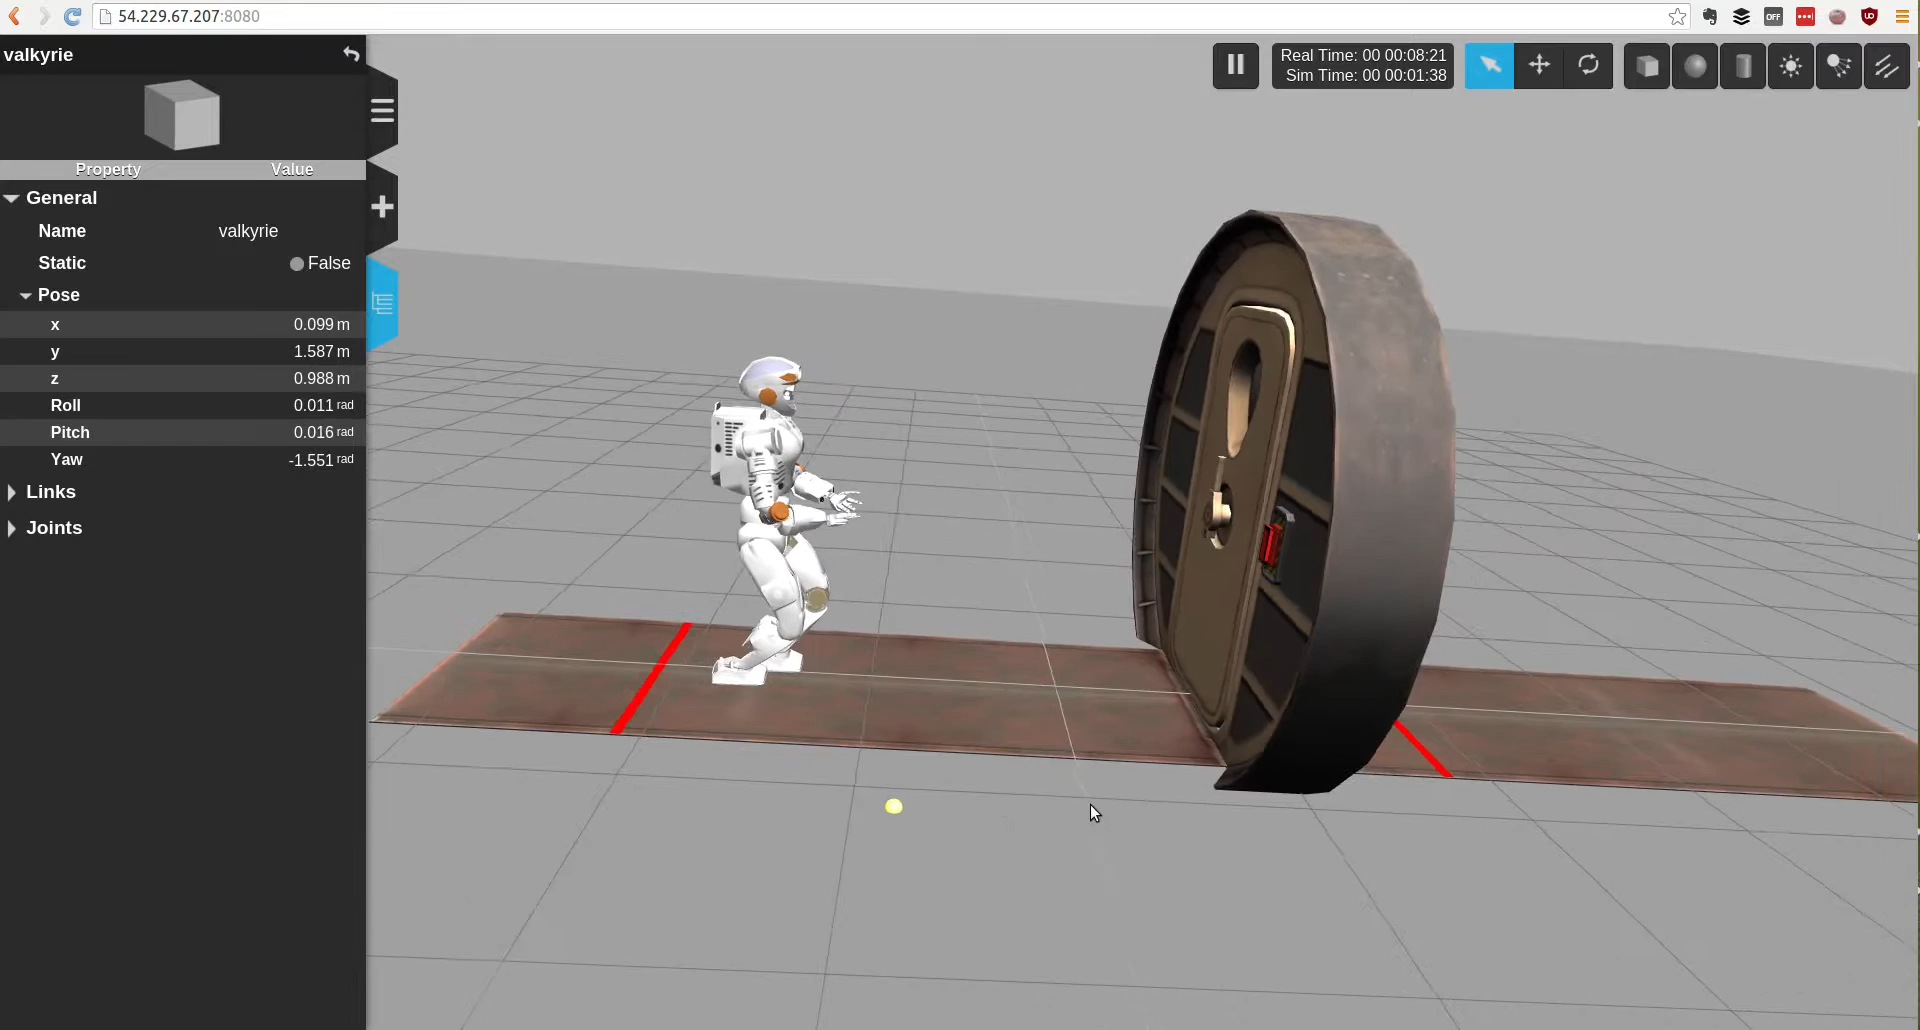 54.229.67.207:8080
OFF
valkyrie
Real Time: 00 00:08:21
Sim Time: 00 00:01:38
Property Value
General
Name valkyrie
Static False
Pose
x 0.099 m
y 1.587 m
z 0.988 m
Roll 0.011 rad
Pitch 0.016 rad
Yaw -1.551 rad
Links
Joints